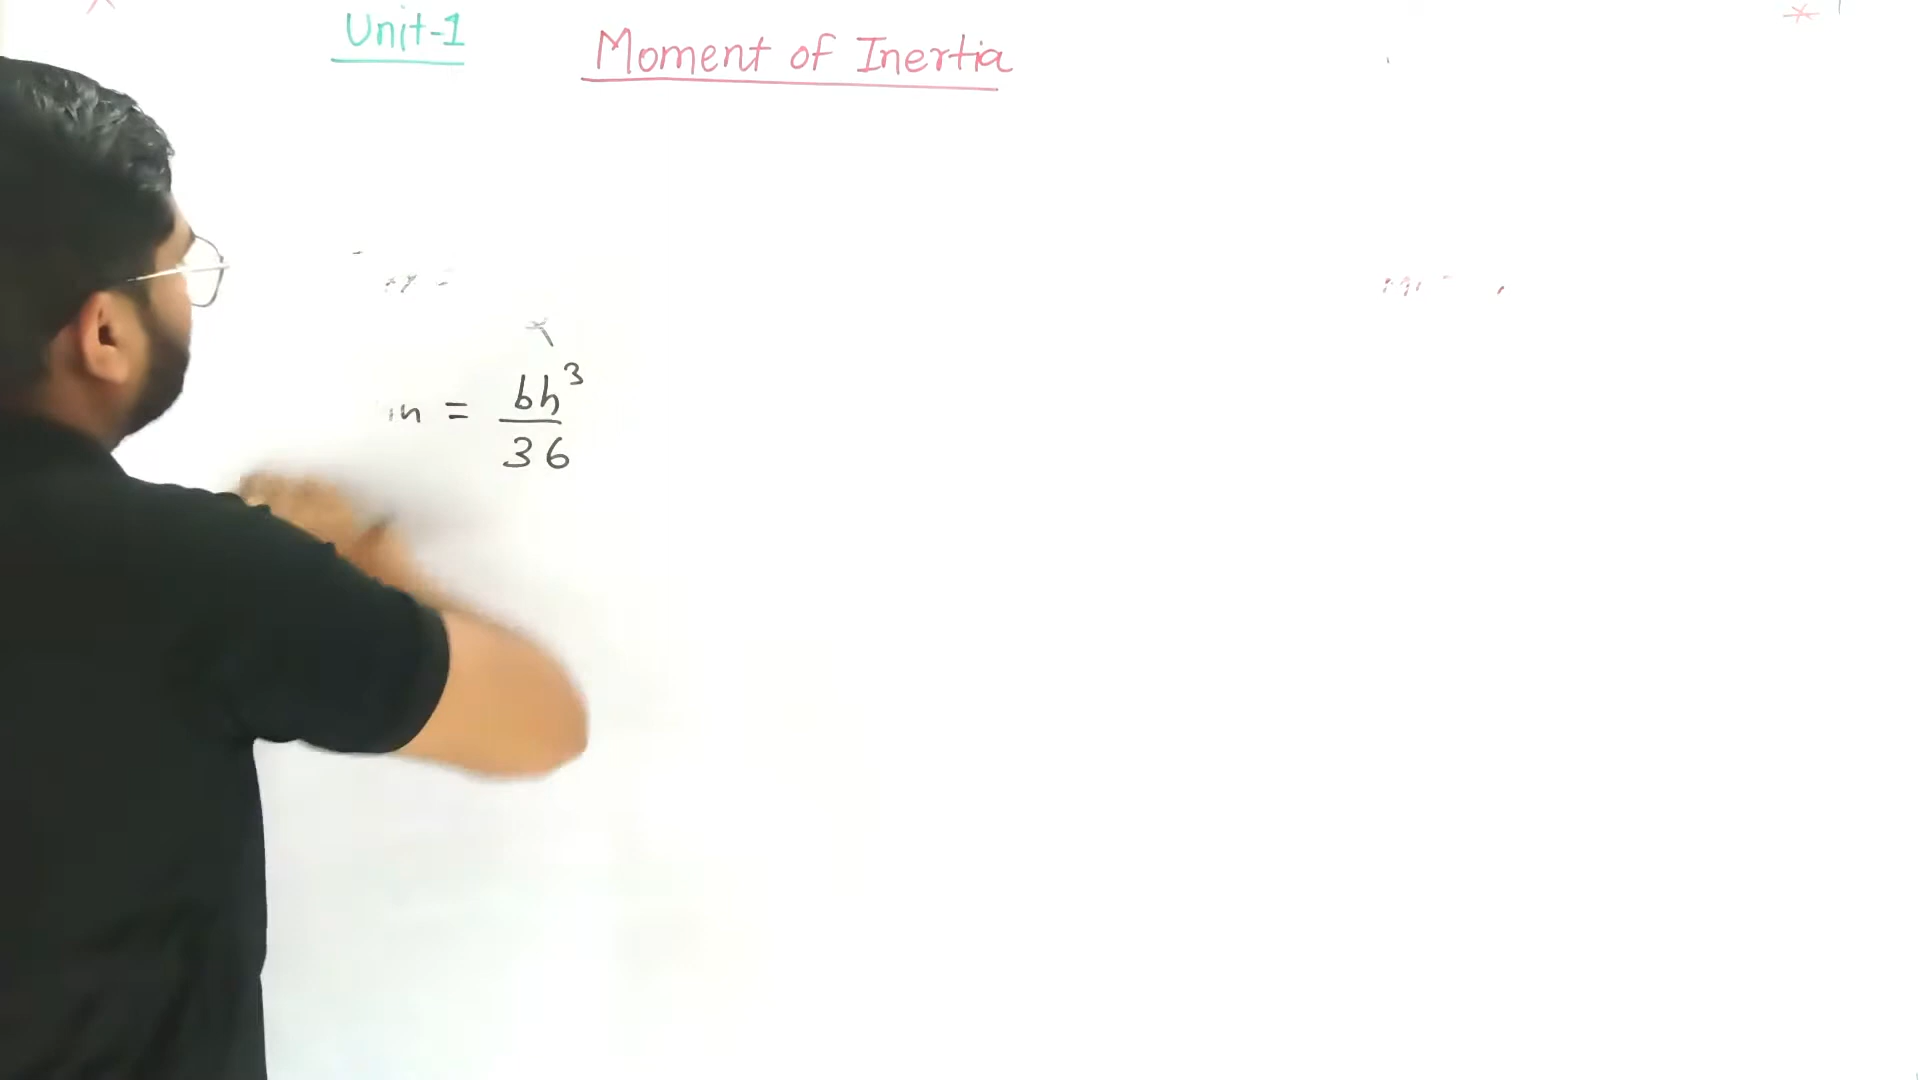 Unit-1
Moment of Inertia
= bh³
36